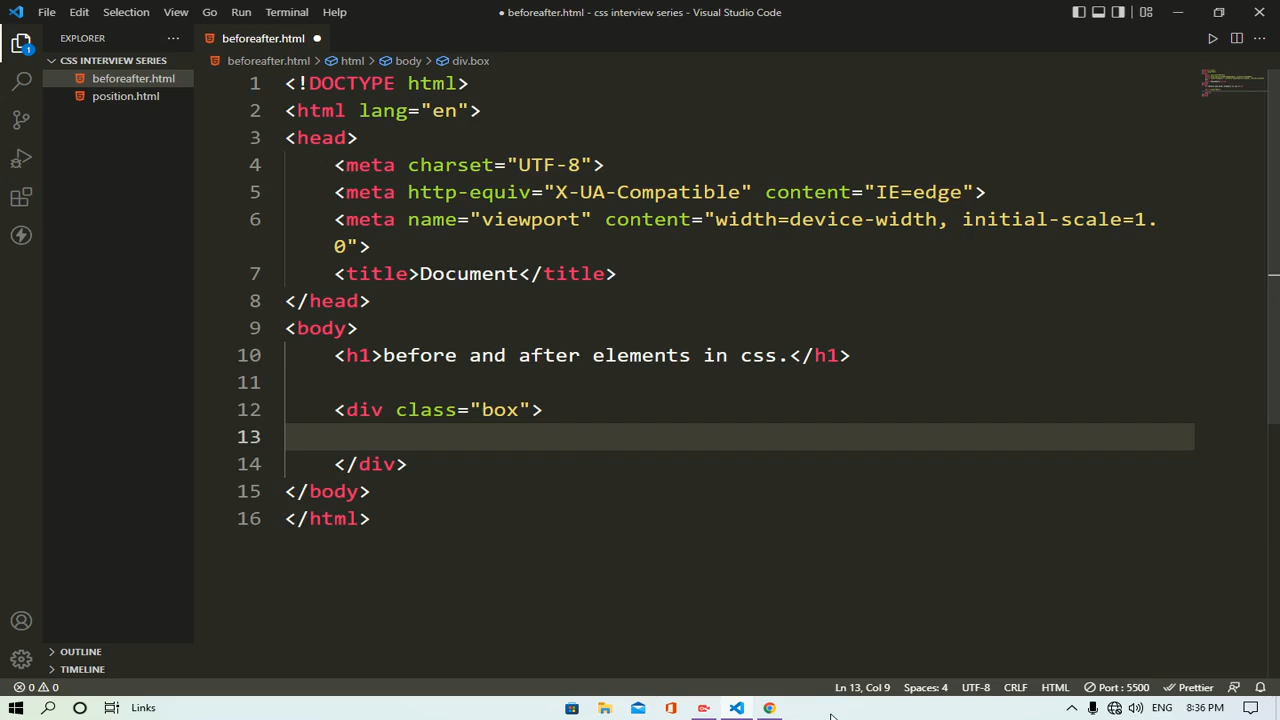 File Edit Selection View Go Run Terminal Help
● beforeafter.html - css interview series - Visual Studio Code
EXPLORER
beforeafter.html ●
CSS INTERVIEW SERIES
beforeafter.html
position.html
beforeafter.html > html > body > div.box
1 <!DOCTYPE html>
2 <html lang="en">
3 <head>
4 <meta charset="UTF-8">
5 <meta http-equiv="X-UA-Compatible" content="IE=edge">
6 <meta name="viewport" content="width=device-width, initial-scale=1.
0">
7 <title>Document</title>
8 </head>
9 <body>
10 <h1>before and after elements in css.</h1>
11
12 <div class="box">
13
14 </div>
15 </body>
16 </html>
1
OUTLINE
TIMELINE
0 0
Ln 13, Col 9 Spaces: 4 UTF-8 CRLF HTML Port : 5500 Prettier
Links
ENG 8:36 PM